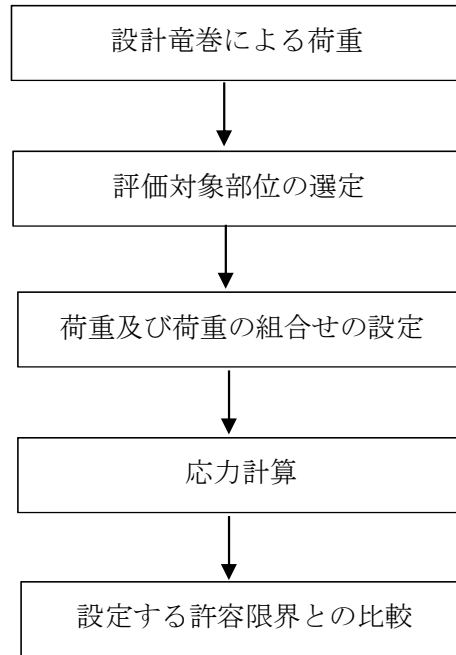 設計竜巻による荷重
評価対象部位の選定
荷重及び荷重の組合せの設定
応力計算
設定する許容限界との比較